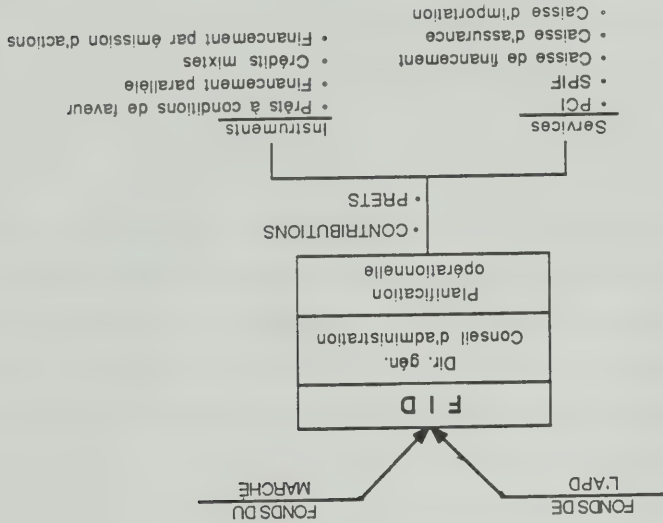 FONDS DU
MARCHÉ
FONDS DE
L'APD
F I D
Dir. gén.
Conseil d'administration
Planification
opérationnelle
• CONTRIBUTIONS
• PRETS
Instruments
• Prêts à conditions de faveur
• Financement parallèle
• Crédits mixtes
• Financement par émission d'actions
Services
• PCI
• SPIF
• Caisse de financement
• Caisse d'assurance
• Caisse d'importation